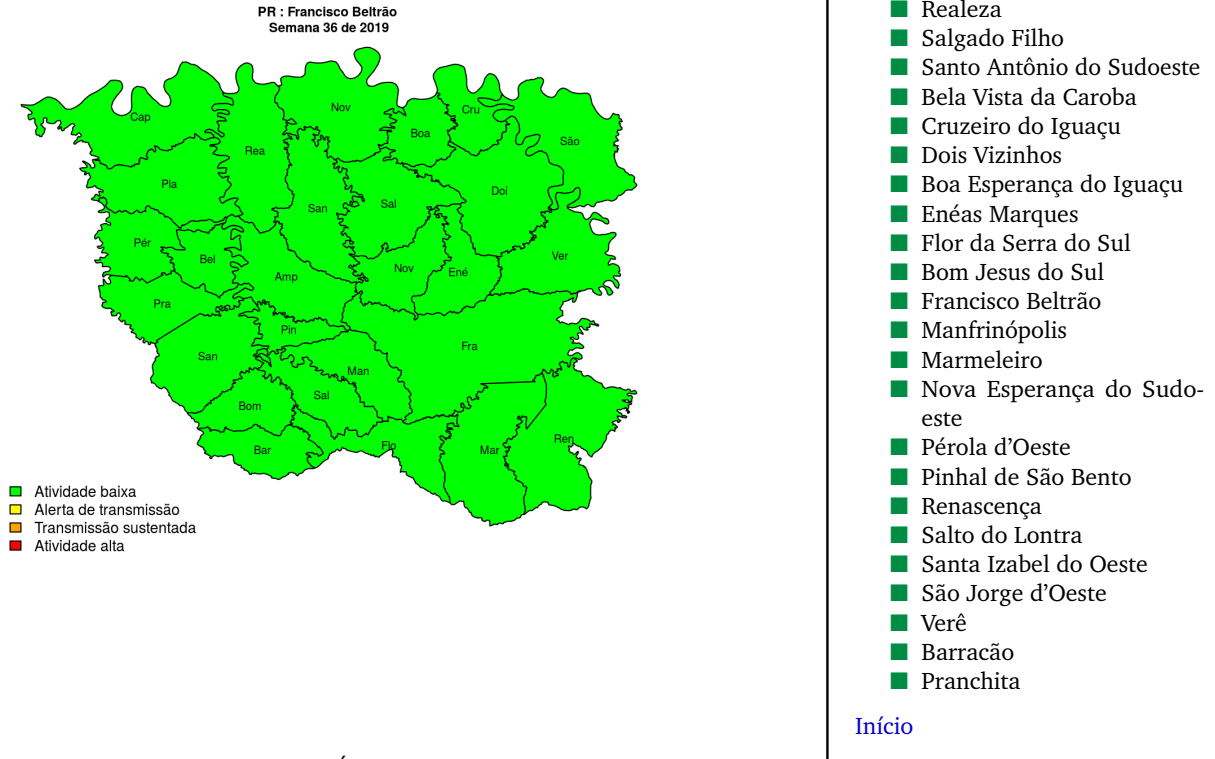 PR : Francisco Beltrão
Semana 36 de 2019
Cap
Nov
Cru
Boa
São
Rea
Pla
Doi
Sal
San
Pér
Bel
Ver
Nov
Ené
Amp
Pra
Pin
Fra
San
Man
Sal
Bom
Ren
Flo
Bar
Mar
Atividade baixa
Alerta de transmissão
Transmissão sustentada
Atividade alta
Realeza
Salgado Filho
Santo Antônio do Sudoeste
Bela Vista da Caroba
Cruzeiro do Iguaçu
Dois Vizinhos
Boa Esperança do Iguaçu
Enéas Marques
Flor da Serra do Sul
Bom Jesus do Sul
Francisco Beltrão
Manfrinópolis
Marmeleiro
Nova Esperança do Sudo-
este
Pérola d'Oeste
Pinhal de São Bento
Renascença
Salto do Lontra
Santa Izabel do Oeste
São Jorge d'Oeste
Verê
Barracão
Pranchita
Início